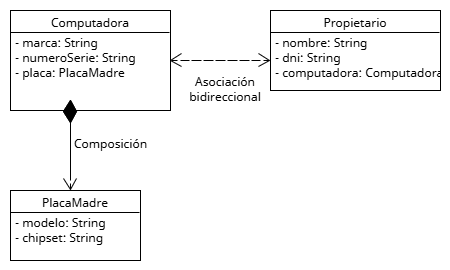 Computadora
- marca: String
- numeroSerie: String
- placa: PlacaMadre
Propietario
- nombre: String
- dni: String
- computadora: Computadora
Asociación
bidireccional
Composición
PlacaMadre
- modelo: String
- chipset: String